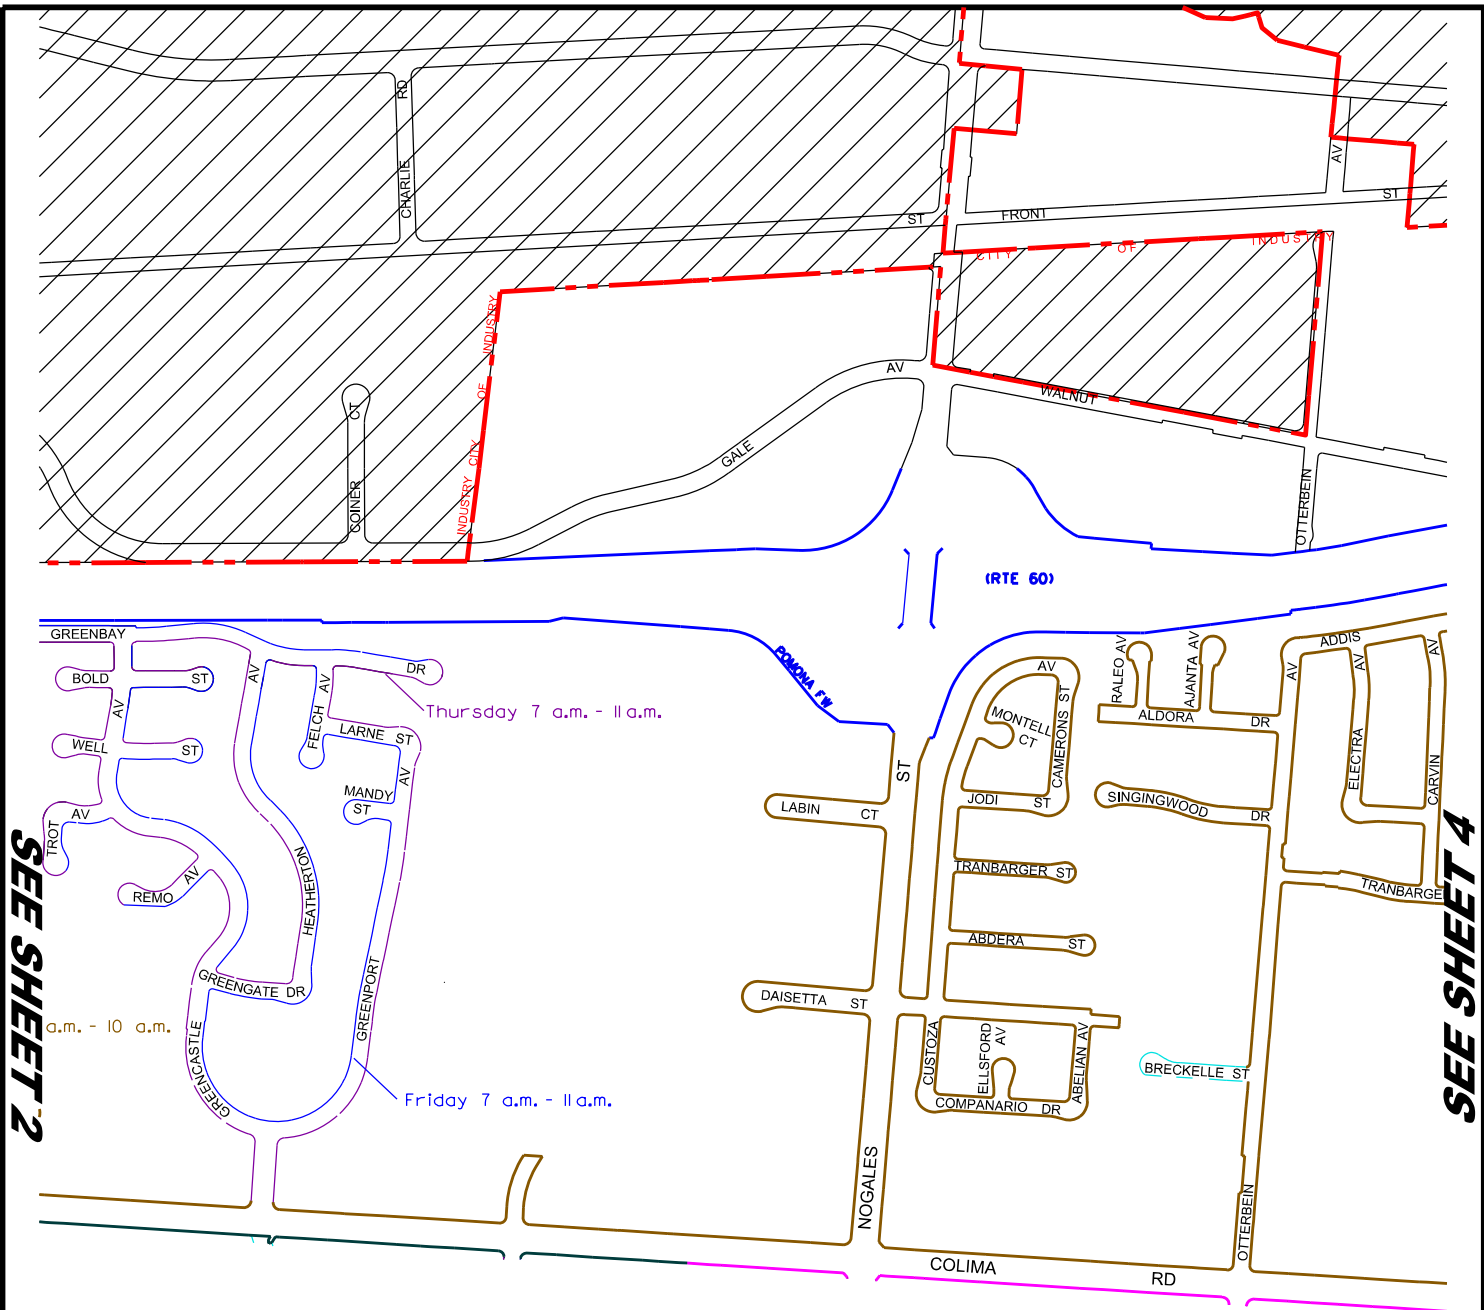 CHARLIE RD
ST
FRONT
ST
AV
CITY OF INDUSTRY
INDUSTRY CITY OF INDUSTRY
COINER CT
GALE
AV
WALNUT
OTTERBEIN
(RTE 60)
POMONA FW
GREENBAY
DR
BOLD
ST
AV
WELL
ST
TROT
AV
REMO
AV
AV
HEATHERTON
FELCH AV
LARNE ST
AV
MANDY
ST
GREENGATE DR
GREENCASTLE
GREENPORT
Thursday 7 a.m. - 11 a.m.
a.m. - 10 a.m.
Friday 7 a.m. - 11 a.m.
LABIN CT
DAISETTA ST
ST
NOGALES
AV
MONTELL
CT
CAMERONS ST
JODI ST
TRANBARGER ST
ABDERA ST
CUSTOZA
ELLSFORD
AV
ABELIAN AV
COMPANARIO DR
RALEO AV
AJANTA AV
ALDORA DR
SINGINGWOOD DR
AV
ADDIS
AV
ELECTRA
AV
CARVIN
TRANBARGE
BRECKELLE ST
OTTERBEIN
COLIMA RD
SEE SHEET 2
SEE SHEET 4